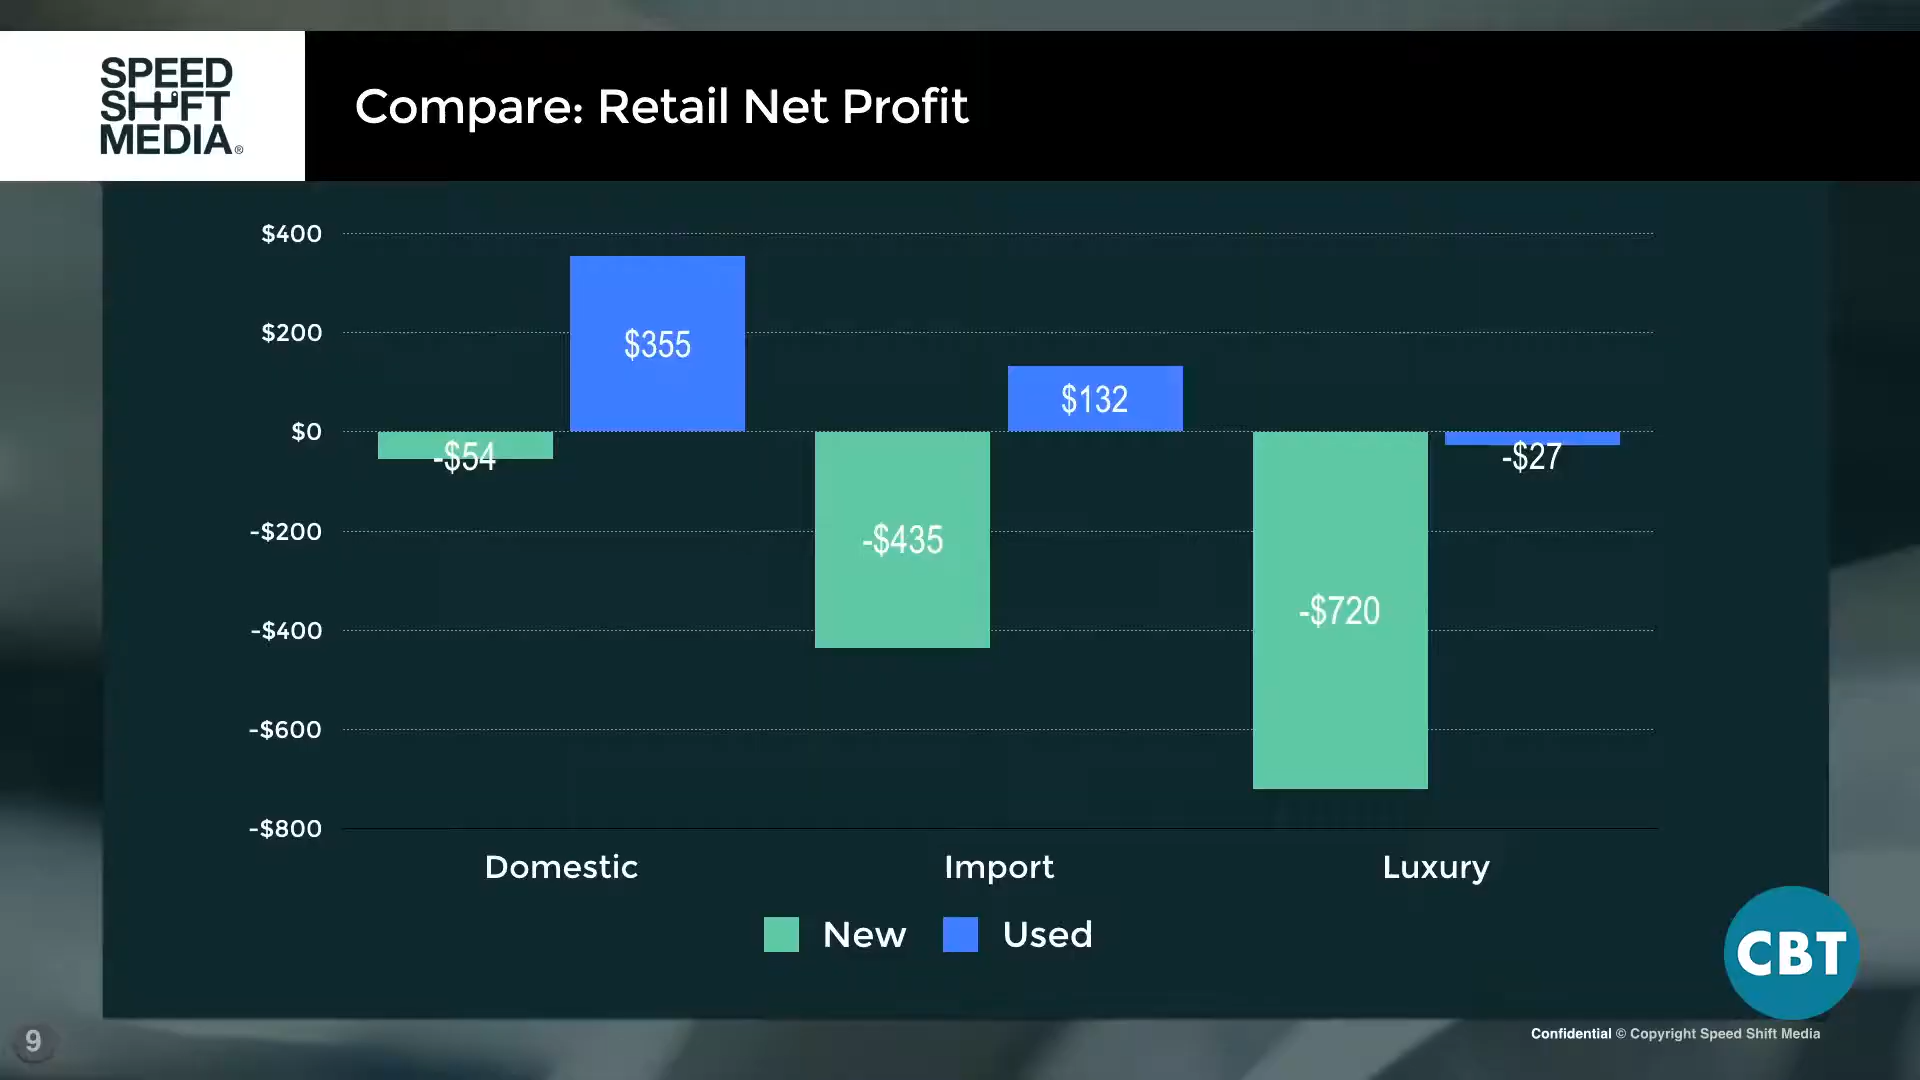 SPEED
SHIFT
MEDIA®
Compare: Retail Net Profit
$400
$200
$0
-$200
-$400
-$600
-$800
-$54
$355
-$435
$132
-$720
-$27
Domestic
Import
Luxury
New
Used
CBT
9
Confidential © Copyright Speed Shift Media